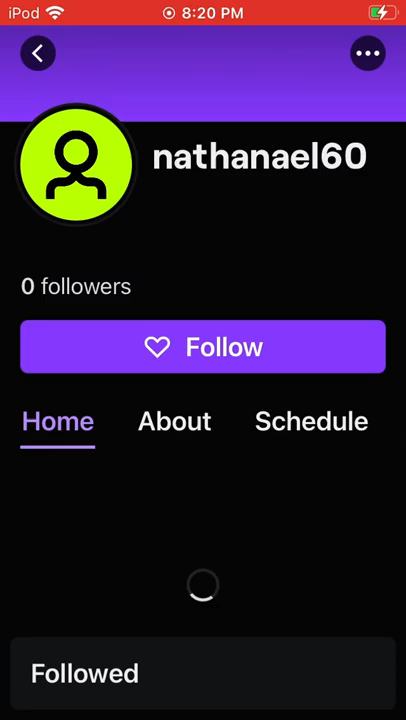 iPod 8:20 PM
nathanael60
0 followers
Follow
Home About Schedule
Followed